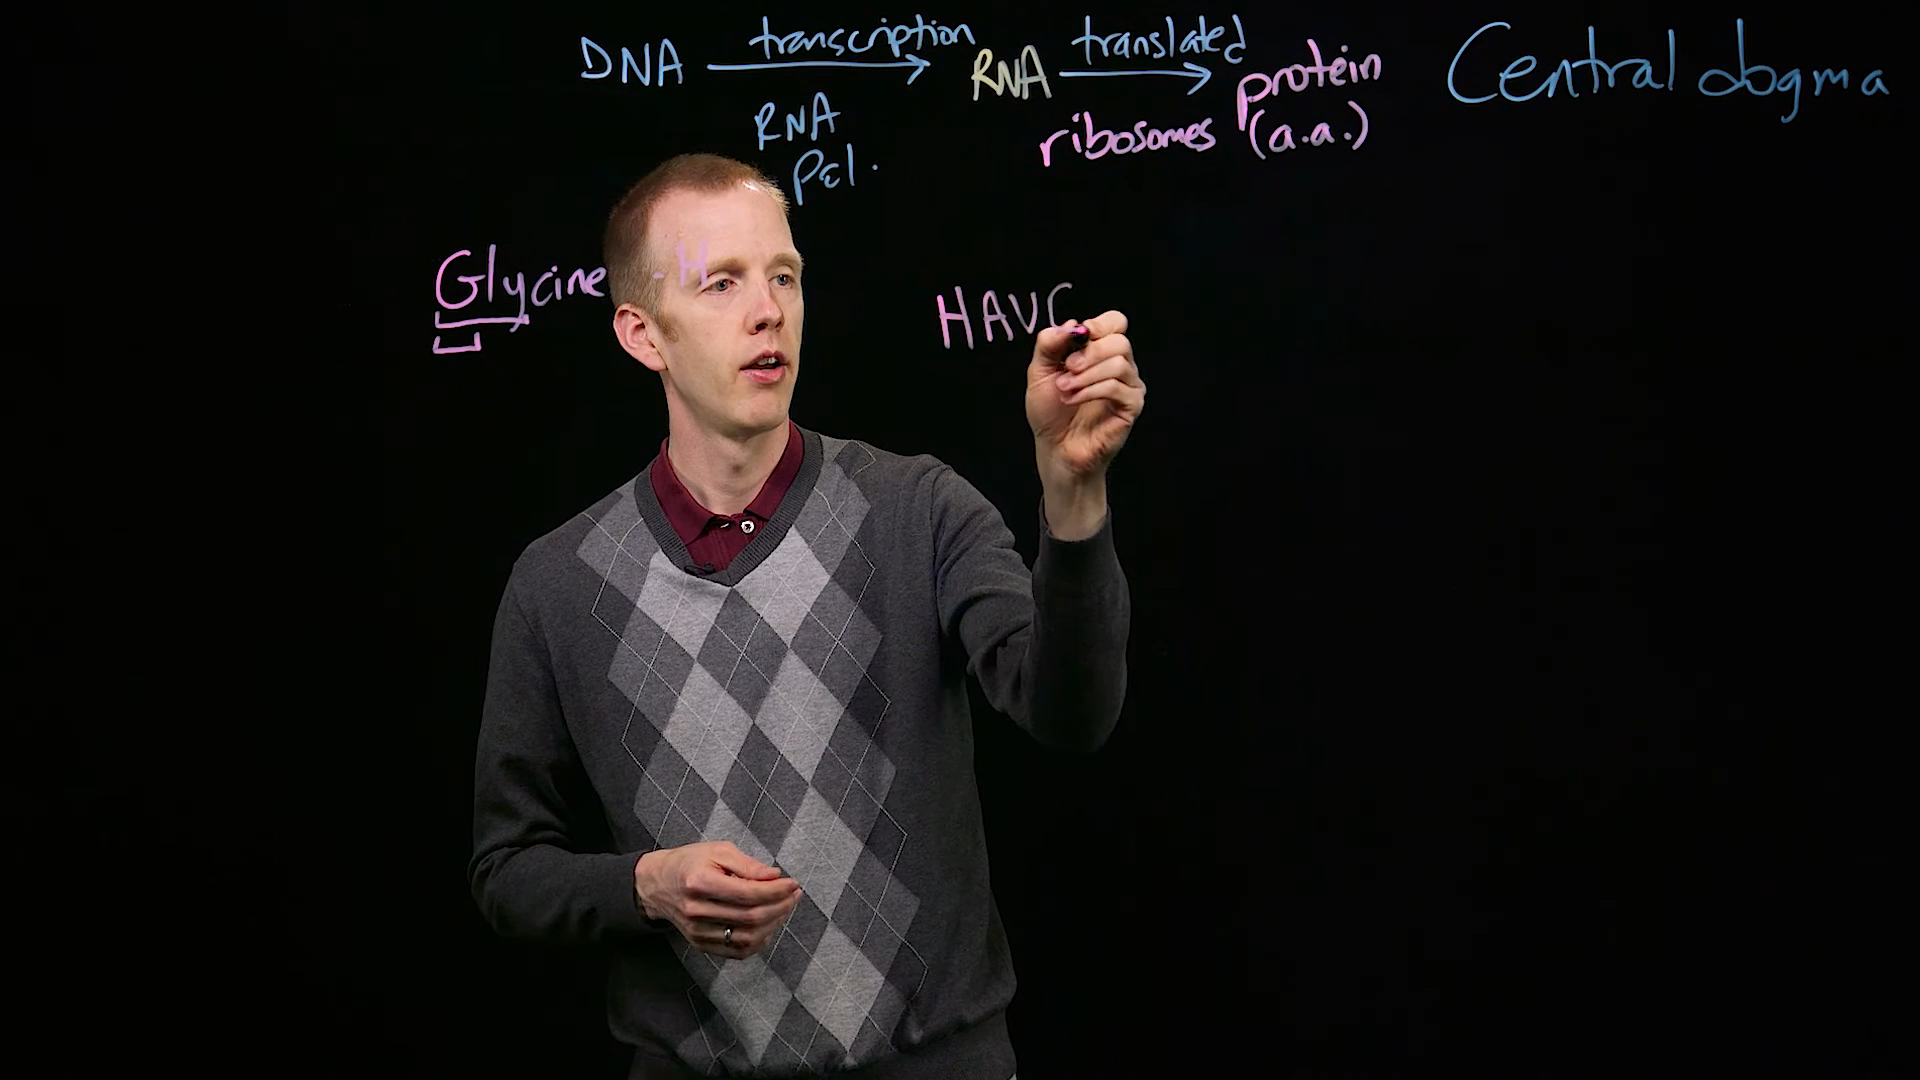 DNA transcription RNA translated protein Central dogma
RNA pol. ribosomes (a.a.)
Glycine - H
HAVC